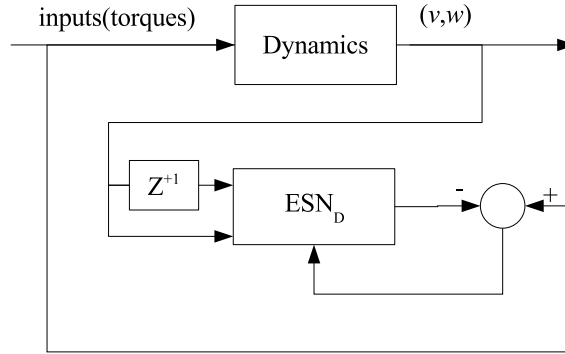 inputs(torques)
(v,w)
Dynamics
Z+1
ESND
-
+